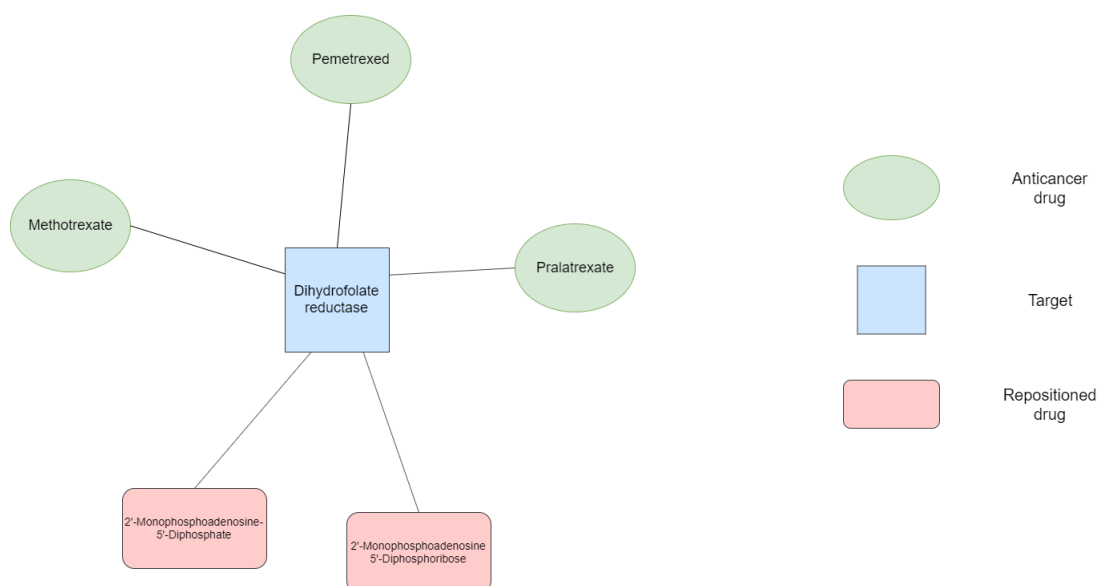 Pemetrexed
Methotrexate
Pralatrexate
Dihydrofolate
reductase
2'-Monophosphoadenosine-
5'-Diphosphate
2'-Monophosphoadenosine
5'-Diphosphoribose
Anticancer
drug
Target
Repositioned
drug